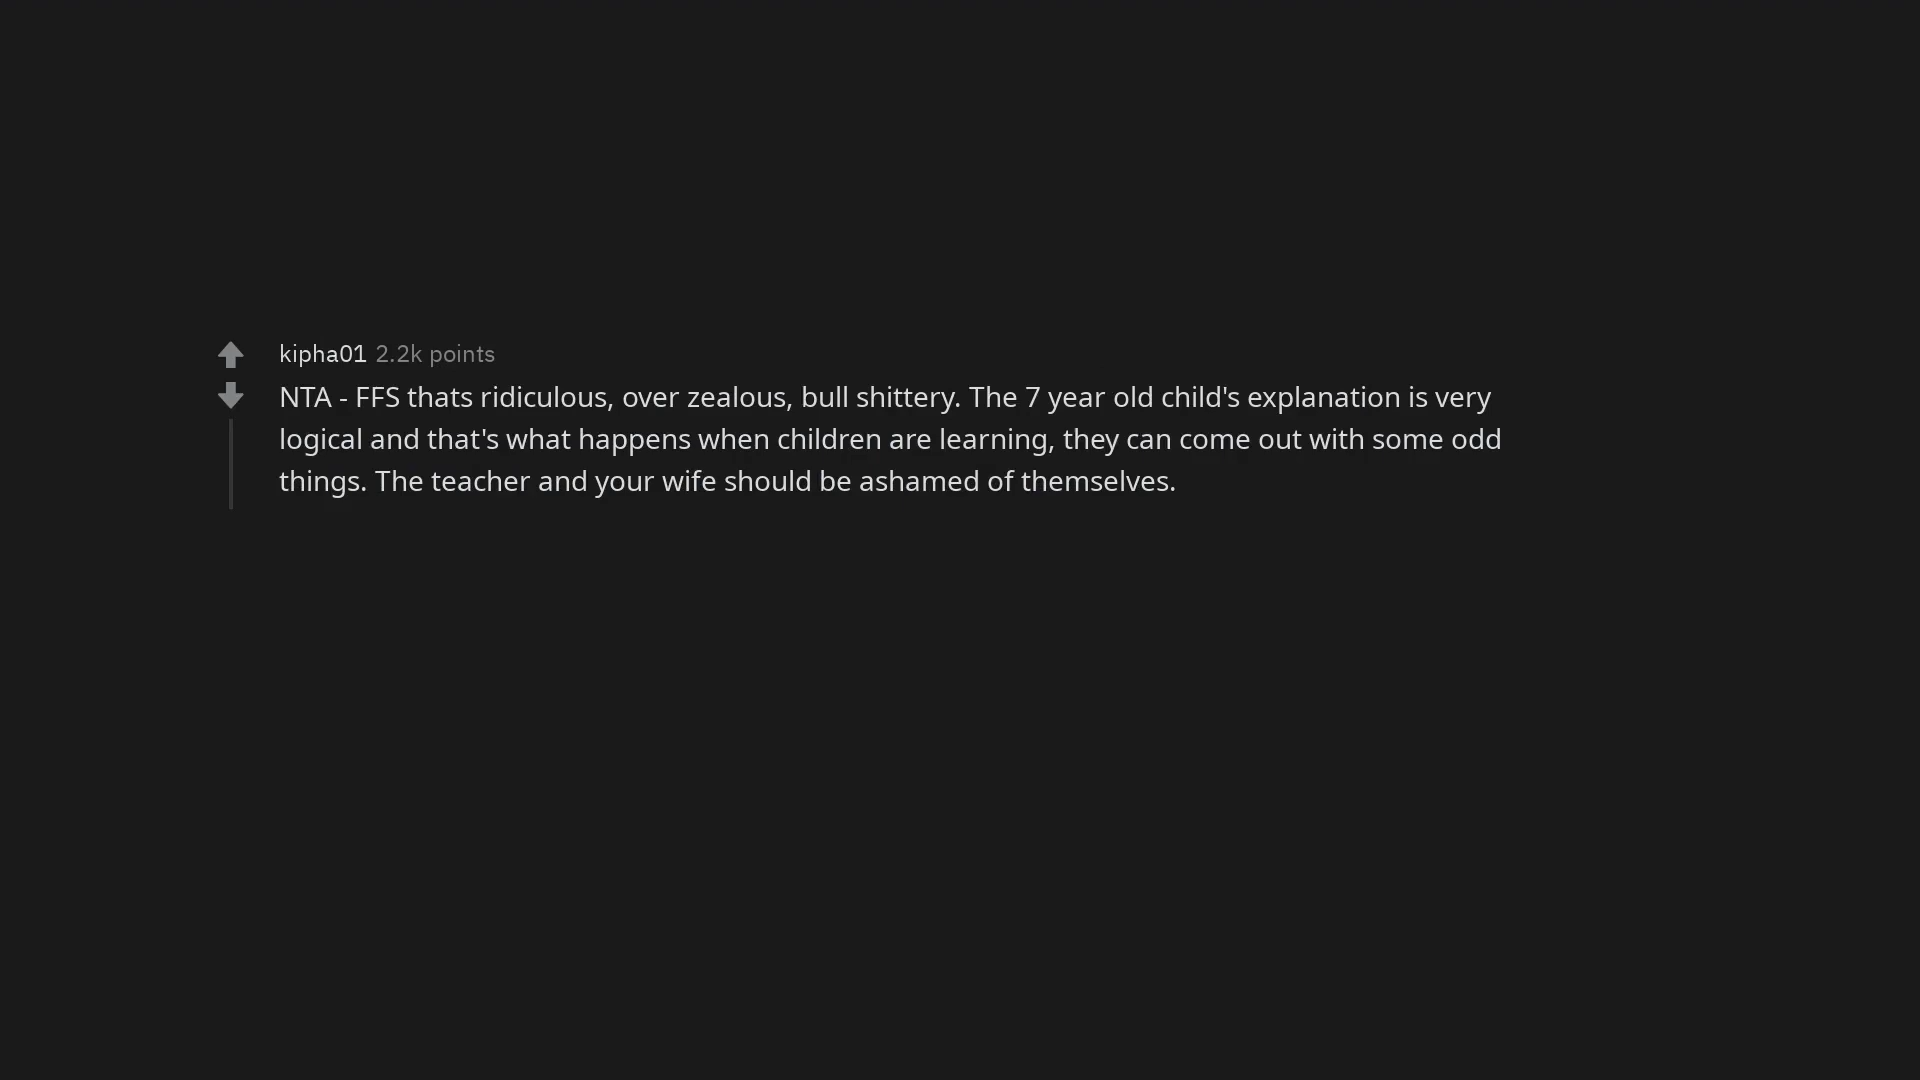 kipha01 2.2k points
NTA - FFS thats ridiculous, over zealous, bull shittery. The 7 year old child's explanation is very
logical and that's what happens when children are learning, they can come out with some odd
things. The teacher and your wife should be ashamed of themselves.